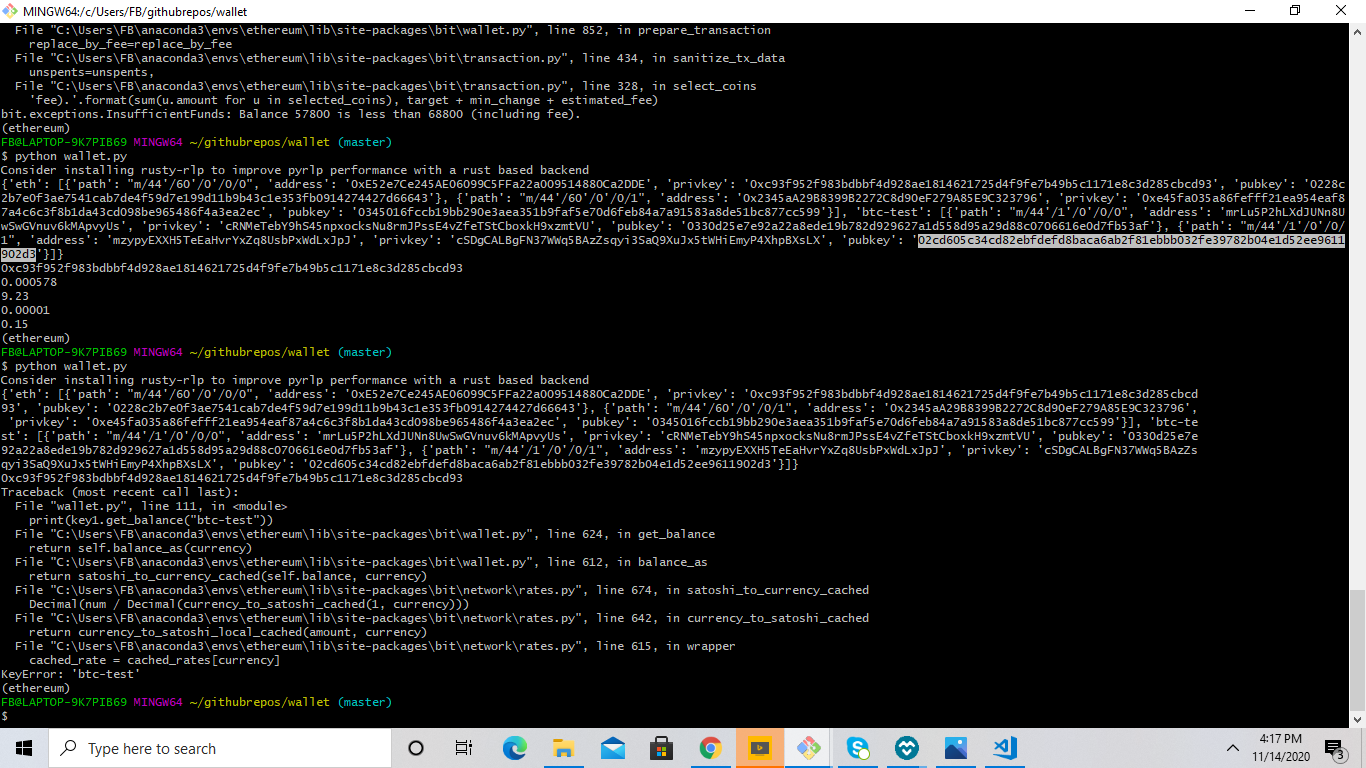 MINGW64:/c/Users/FB/githubrepos/wallet
File "C:\Users\FB\anaconda3\envs\ethereum\lib\site-packages\bit\wallet.py", line 852, in prepare_transaction
replace_by_fee=replace_by_fee
File "C:\Users\FB\anaconda3\envs\ethereum\lib\site-packages\bit\transaction.py", line 434, in sanitize_tx_data
unspents=unspents,
File "C:\Users\FB\anaconda3\envs\ethereum\lib\site-packages\bit\transaction.py", line 328, in select_coins
'fee).'.format(sum(u.amount for u in selected_coins), target + min_change + estimated_fee)
bit.exceptions.InsufficientFunds: Balance 57800 is less than 68800 (including fee).
(ethereum)
FB@LAPTOP-9K7PIB69 MINGW64 ~/githubrepos/wallet (master)
$ python wallet.py
Consider installing rusty-rlp to improve pyrlp performance with a rust based backend
{'eth': [{'path': "m/44'/60'/0'/0/0", 'address': '0xE52e7Ce245AE06099C5FFa22a009514880Ca2DDE', 'privkey': '0xc93f952f983bdbbf4d928ae1814621725d4f9fe7b49b5c1171e8c3d285cbcd93', 'pubkey': '0228c
2b7e0f3ae7541cab7de4f59d7e199d11b9b43c1e353fb0914274427d66643'}, {'path': "m/44'/60'/0'/0/1", 'address': '0x2345aA29B8399B2272C8d90eF279A85E9C323796', 'privkey': '0xe45fa035a86fefff21ea954eaf8
7a4c6c3f8b1da43cd098be965486f4a3ea2ec', 'pubkey': '0345016fccb19bb290e3aea351b9faf5e70d6feb84a7a91583a8de51bc877cc599'}], 'btc-test': [{'path': "m/44'/1'/0'/0/0", 'address': 'mrLu5P2hLXdJUNn8U
wSwGVnuv6kMApvyUs', 'privkey': 'cRNMeTebY9hS45npxocksNu8rmJPssE4vZfeTStCboxkH9xzmtVU', 'pubkey': '0330d25e7e92a22a8ede19b782d929627a1d558d95a29d88c0706616e0d7fb53af'}, {'path': "m/44'/1'/0'/0/
1", 'address': 'mzypyEXXH5TeEaHvrYxZq8UsbPxWdLxJpJ', 'privkey': 'cSDgCALBgFN37WWq5BAzZsqyi3SaQ9XuJx5tWHiEmyP4XhpBXsLX', 'pubkey': '02cd605c34cd82ebfdefd8baca6ab2f81ebbb032fe39782b04e1d52ee9611
902d3'}]}
0xc93f952f983bdbbf4d928ae1814621725d4f9fe7b49b5c1171e8c3d285cbcd93
0.000578
9.23
0.00001
0.15
(ethereum)
FB@LAPTOP-9K7PIB69 MINGW64 ~/githubrepos/wallet (master)
$ python wallet.py
Consider installing rusty-rlp to improve pyrlp performance with a rust based backend
{'eth': [{'path': "m/44'/60'/0'/0/0", 'address': '0xE52e7Ce245AE06099C5FFa22a009514880Ca2DDE', 'privkey': '0xc93f952f983bdbbf4d928ae1814621725d4f9fe7b49b5c1171e8c3d285cbcd
93', 'pubkey': '0228c2b7e0f3ae7541cab7de4f59d7e199d11b9b43c1e353fb0914274427d66643'}, {'path': "m/44'/60'/0'/0/1", 'address': '0x2345aA29B8399B2272C8d90eF279A85E9C323796',
'privkey': '0xe45fa035a86fefff21ea954eaf87a4c6c3f8b1da43cd098be965486f4a3ea2ec', 'pubkey': '0345016fccb19bb290e3aea351b9faf5e70d6feb84a7a91583a8de51bc877cc599'}], 'btc-te
st': [{'path': "m/44'/1'/0'/0/0", 'address': 'mrLu5P2hLXdJUNn8UwSwGVnuv6kMApvyUs', 'privkey': 'cRNMeTebY9hS45npxocksNu8rmJPssE4vZfeTStCboxkH9xzmtVU', 'pubkey': '0330d25e7e
92a22a8ede19b782d929627a1d558d95a29d88c0706616e0d7fb53af'}, {'path': "m/44'/1'/0'/0/1", 'address': 'mzypyEXXH5TeEaHvrYxZq8UsbPxWdLxJpJ', 'privkey': 'cSDgCALBgFN37WWq5BAzZs
qyi3SaQ9XuJx5tWHiEmyP4XhpBXsLX', 'pubkey': '02cd605c34cd82ebfdefd8baca6ab2f81ebbb032fe39782b04e1d52ee9611902d3'}]}
0xc93f952f983bdbbf4d928ae1814621725d4f9fe7b49b5c1171e8c3d285cbcd93
Traceback (most recent call last):
File "wallet.py", line 111, in <module>
print(key1.get_balance("btc-test"))
File "C:\Users\FB\anaconda3\envs\ethereum\lib\site-packages\bit\wallet.py", line 624, in get_balance
return self.balance_as(currency)
File "C:\Users\FB\anaconda3\envs\ethereum\lib\site-packages\bit\wallet.py", line 612, in balance_as
return satoshi_to_currency_cached(self.balance, currency)
File "C:\Users\FB\anaconda3\envs\ethereum\lib\site-packages\bit\network\rates.py", line 674, in satoshi_to_currency_cached
Decimal(num / Decimal(currency_to_satoshi_cached(1, currency)))
File "C:\Users\FB\anaconda3\envs\ethereum\lib\site-packages\bit\network\rates.py", line 642, in currency_to_satoshi_cached
return currency_to_satoshi_local_cached(amount, currency)
File "C:\Users\FB\anaconda3\envs\ethereum\lib\site-packages\bit\network\rates.py", line 615, in wrapper
cached_rate = cached_rates[currency]
KeyError: 'btc-test'
(ethereum)
FB@LAPTOP-9K7PIB69 MINGW64 ~/githubrepos/wallet (master)
$
Type here to search
4:17 PM
11/14/2020
3